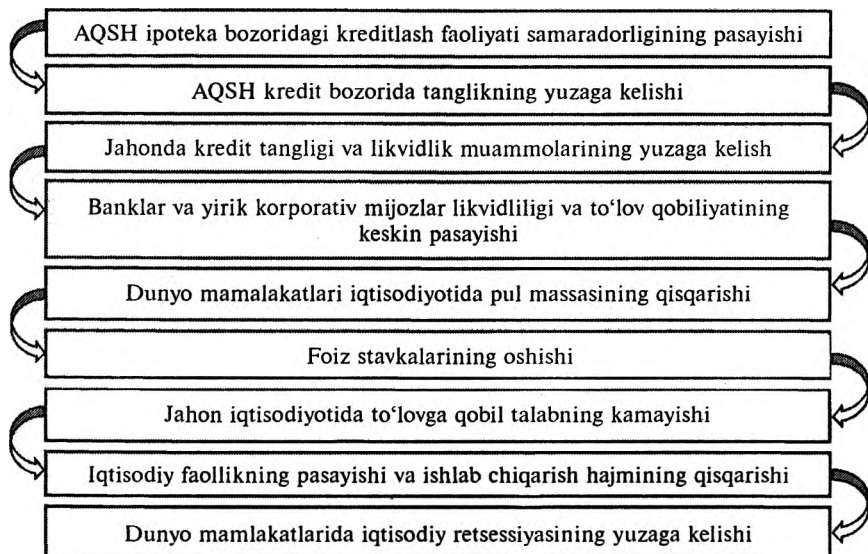 AQSH ipoteka bozoridagi kreditlash faoliyati samaradorligining pasayishi
AQSH kredit bozorida tanglikning yuzaga kelishi
Jahonda kredit tangligi va likvidlik muammolarining yuzaga kelish
Banklar va yirik korporativ mijozlar likvidliligi va to‘lov qobiliyatining
keskin pasayishi
Dunyo mamalakatlari iqtisodiyotida pul massasining qisqarishi
Foiz stavkalarining oshishi
Jahon iqtisodiyotida to‘lovga qobil talabning kamayishi
Iqtisodiy faollikning pasayishi va ishlab chiqarish hajmining qisqarishi
Dunyo mamlakatlarida iqtisodiy retsessiyasining yuzaga kelishi